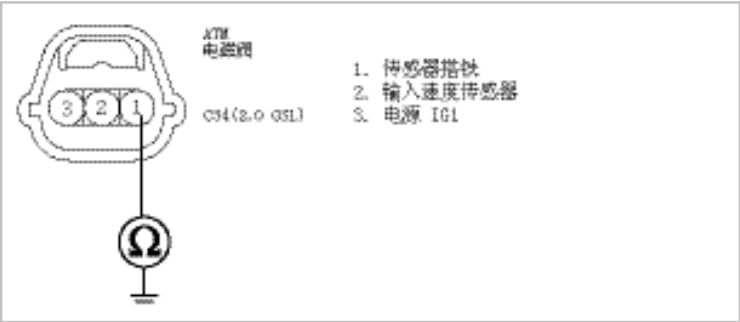 ATM
电磁阀
C34(2.0 GSL)
1. 传感器搭铁
2. 输入速度传感器
3. 电源 IG1
3 2 1
Ω